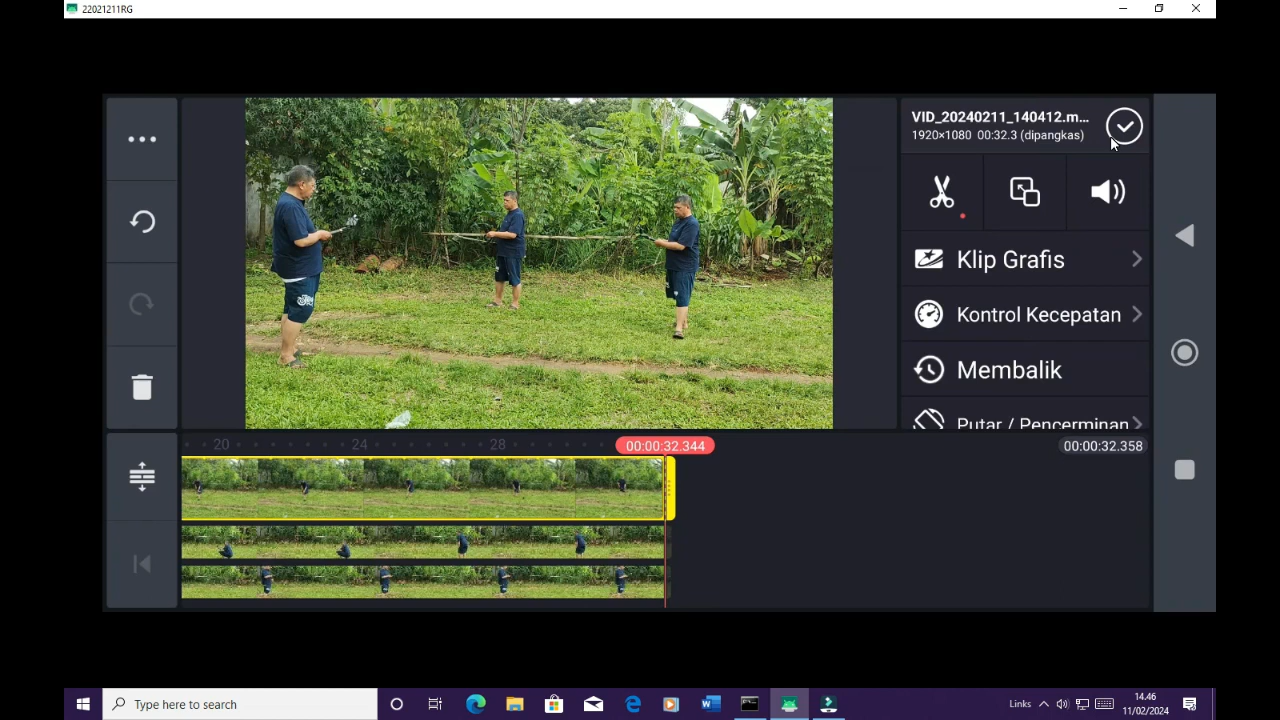 22021211RG
VID_20240211_140412.m...
1920×1080 00:32.3 (dipangkas)
Klip Grafis
Kontrol Kecepatan
Membalik
Putar / Pencerminan
20 24 28 00:00:32.344 00:00:32.358
Type here to search
Links
14.46
11/02/2024